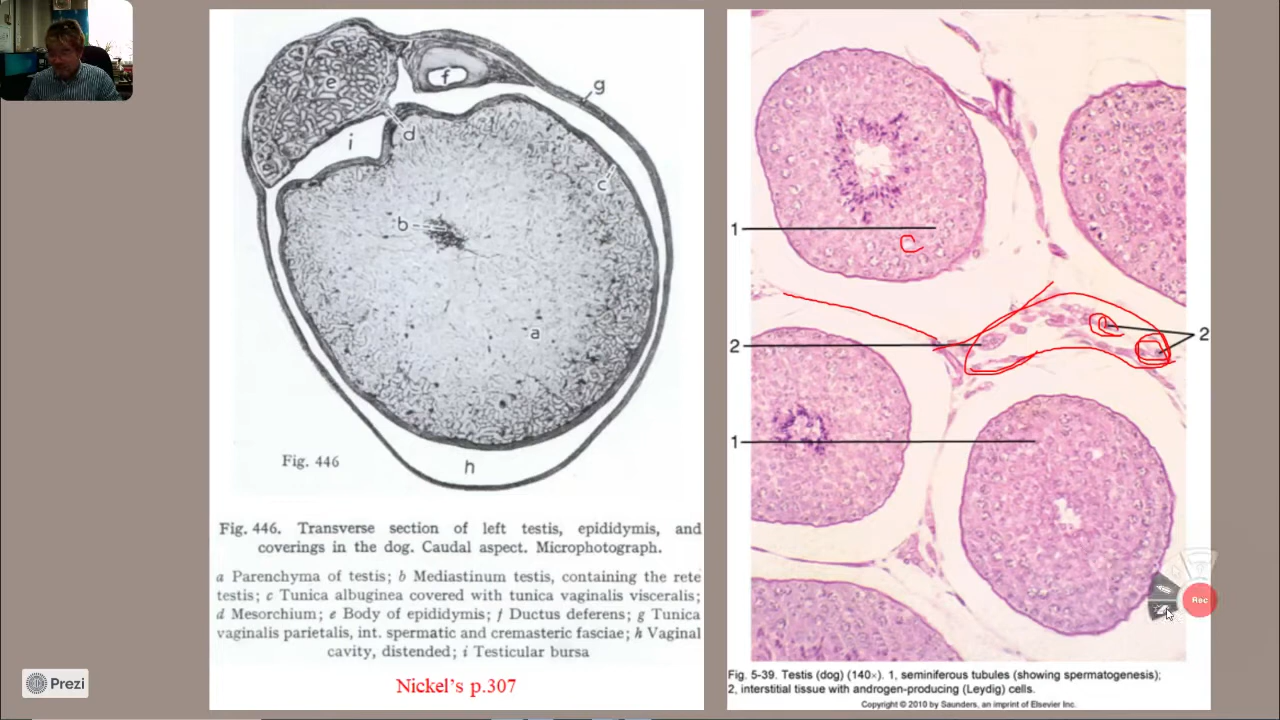 e
f
g
i
d
c
b
a
h
Fig. 446
Fig. 446. Transverse section of left testis, epididymis, and
coverings in the dog. Caudal aspect. Microphotograph.
a Parenchyma of testis; b Mediastinum testis, containing the rete
testis; c Tunica albuginea covered with tunica vaginalis visceralis;
d Mesorchium; e Body of epididymis; f Ductus deferens; g Tunica
vaginalis parietalis, int. spermatic and cremasteric fasciae; h Vaginal
cavity, distended; i Testicular bursa
Nickel's p.307
1
2
2
1
Fig. 5-39. Testis (dog) (140×). 1, seminiferous tubules (showing spermatogenesis);
2, interstitial tissue with androgen-producing (Leydig) cells.
Copyright © 2010 by Saunders, an imprint of Elsevier Inc.
Rec
Prezi